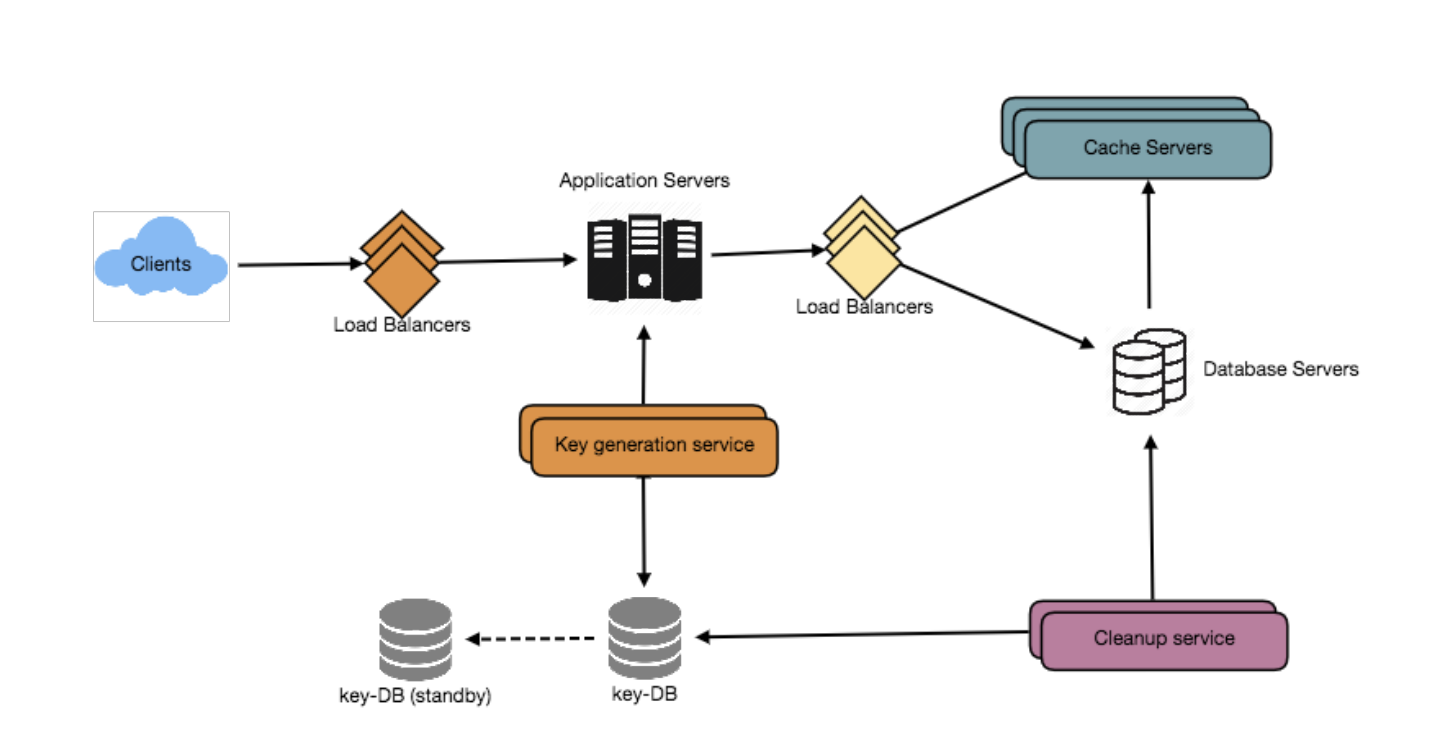 Cache Servers
Application Servers
Clients
Load Balancers
Load Balancers
Database Servers
Key generation service
Cleanup service
key-DB (standby)
key-DB